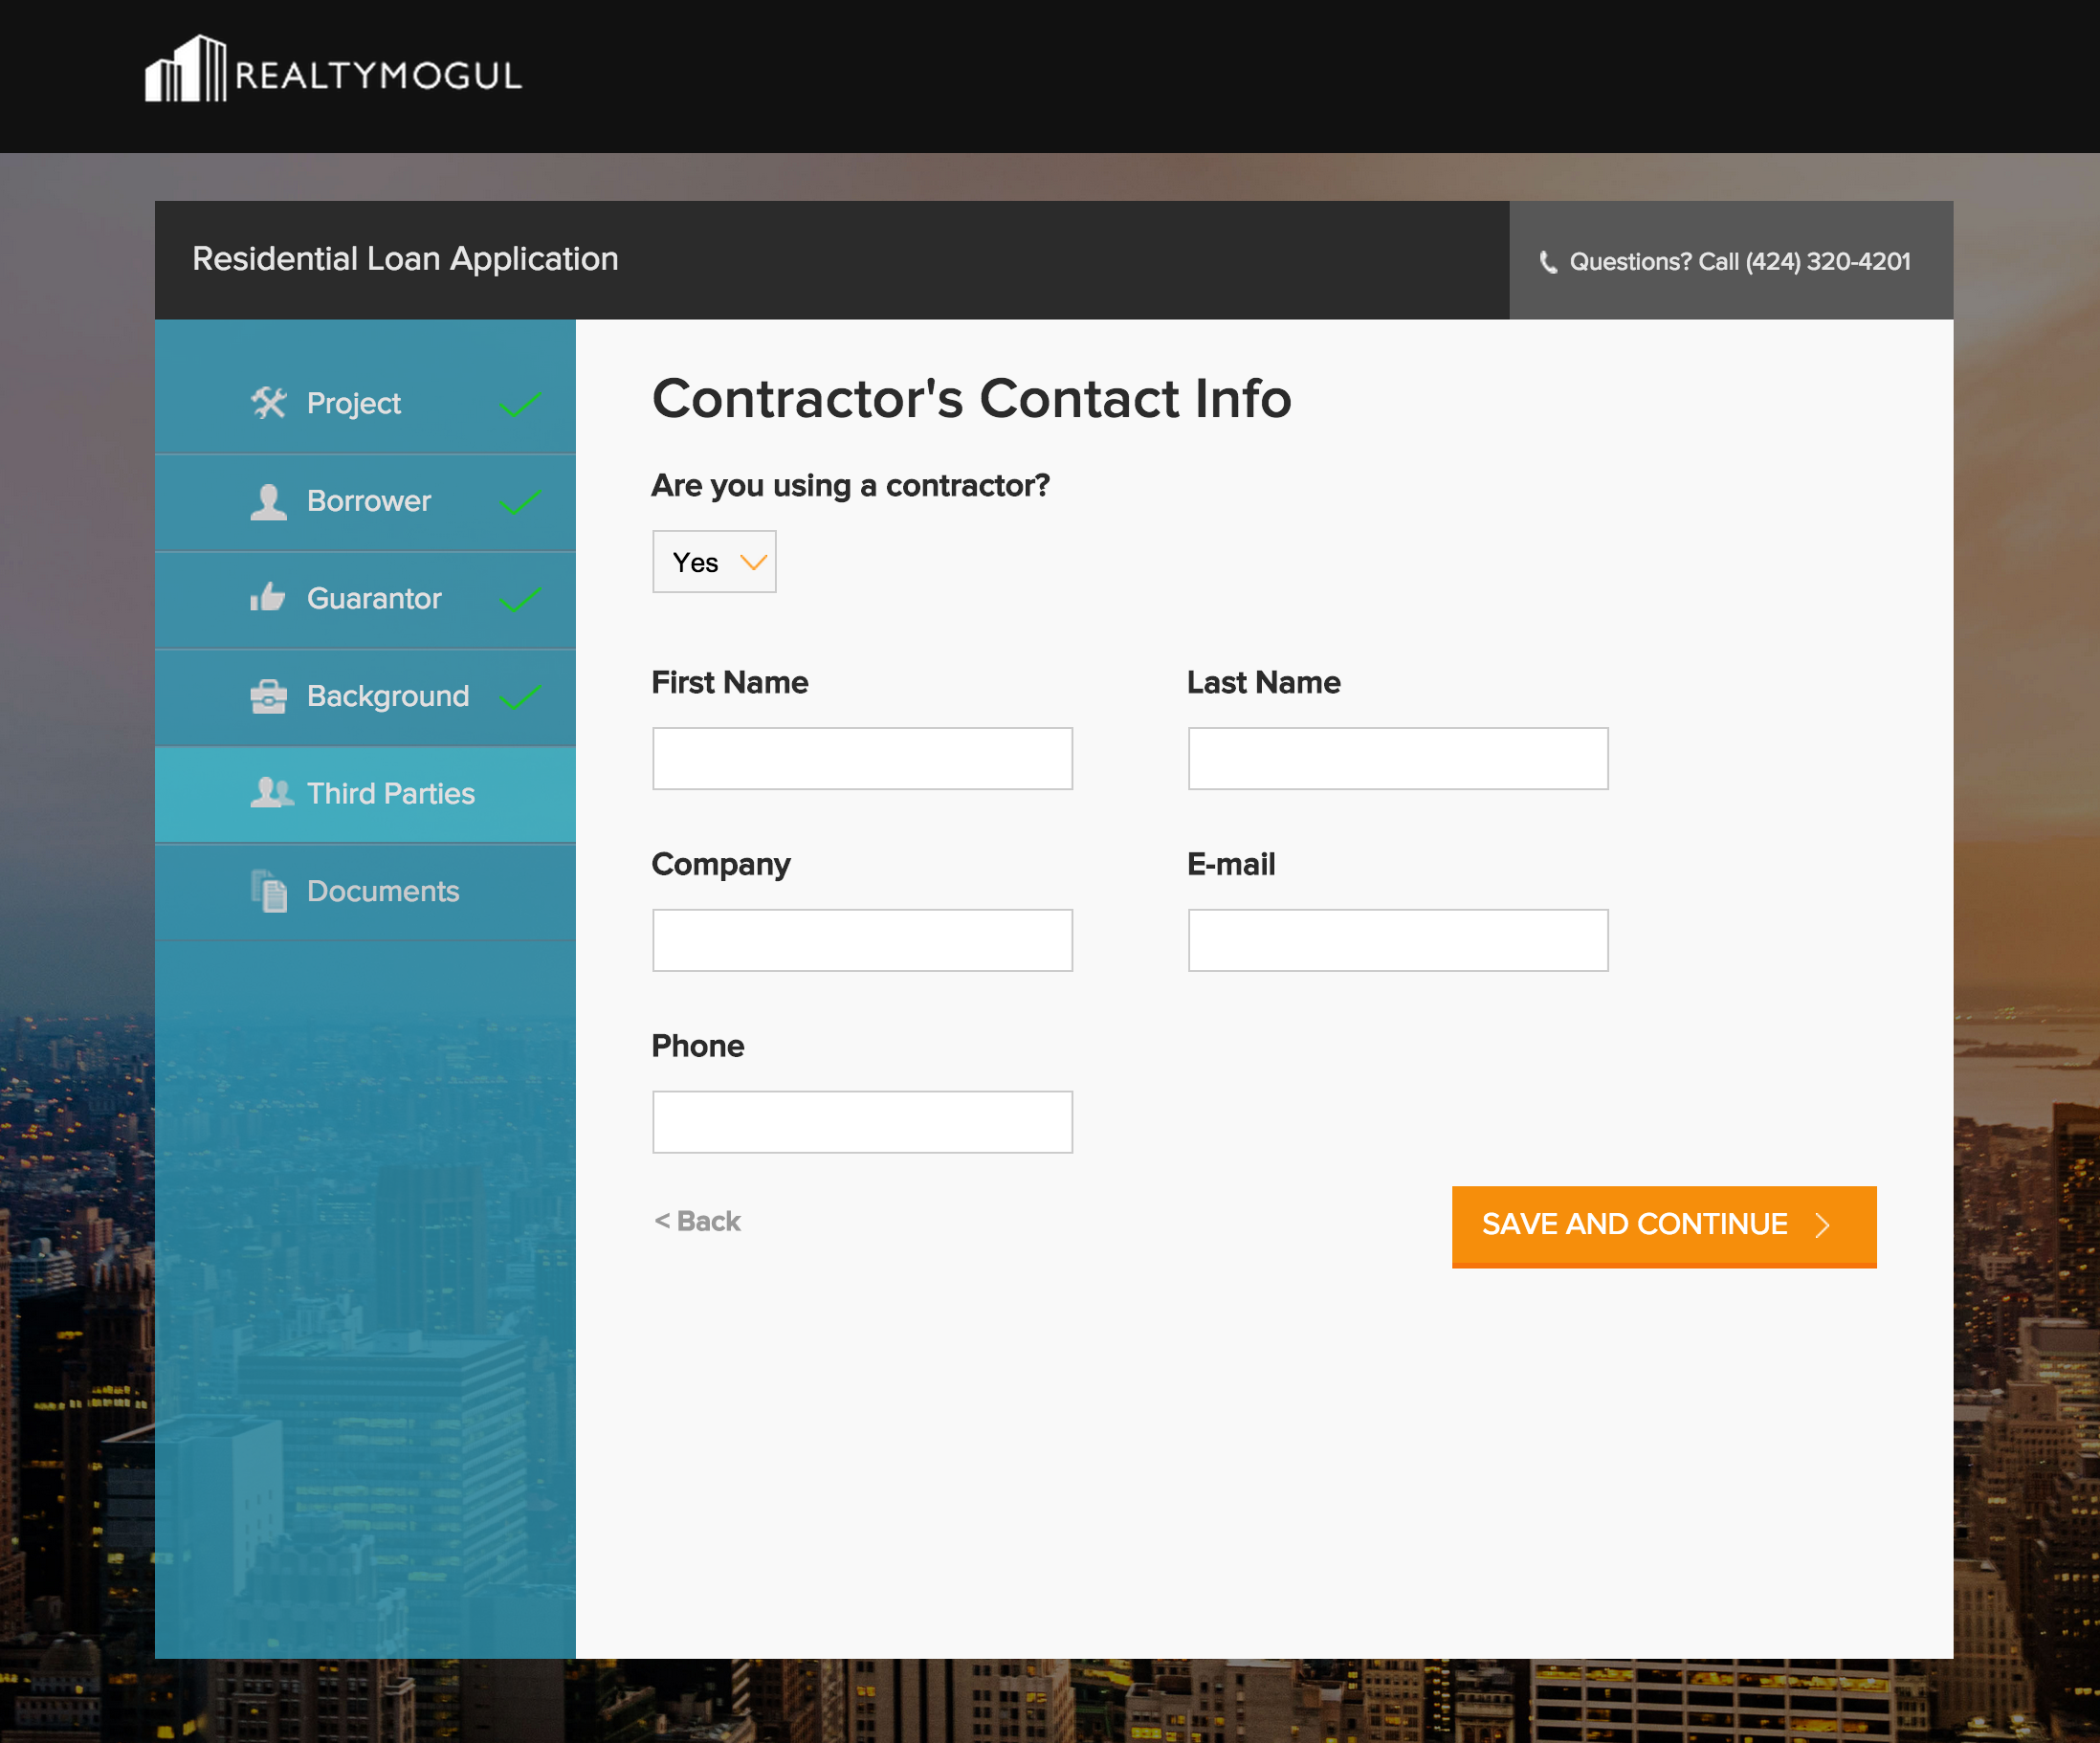 REALTYMOGUL
Residential Loan Application
Questions? Call (424) 320-4201
Project
Borrower
Guarantor
Background
Third Parties
Documents
Contractor's Contact Info
Are you using a contractor?
Yes
First Name
Last Name
Company
E-mail
Phone
< Back
SAVE AND CONTINUE